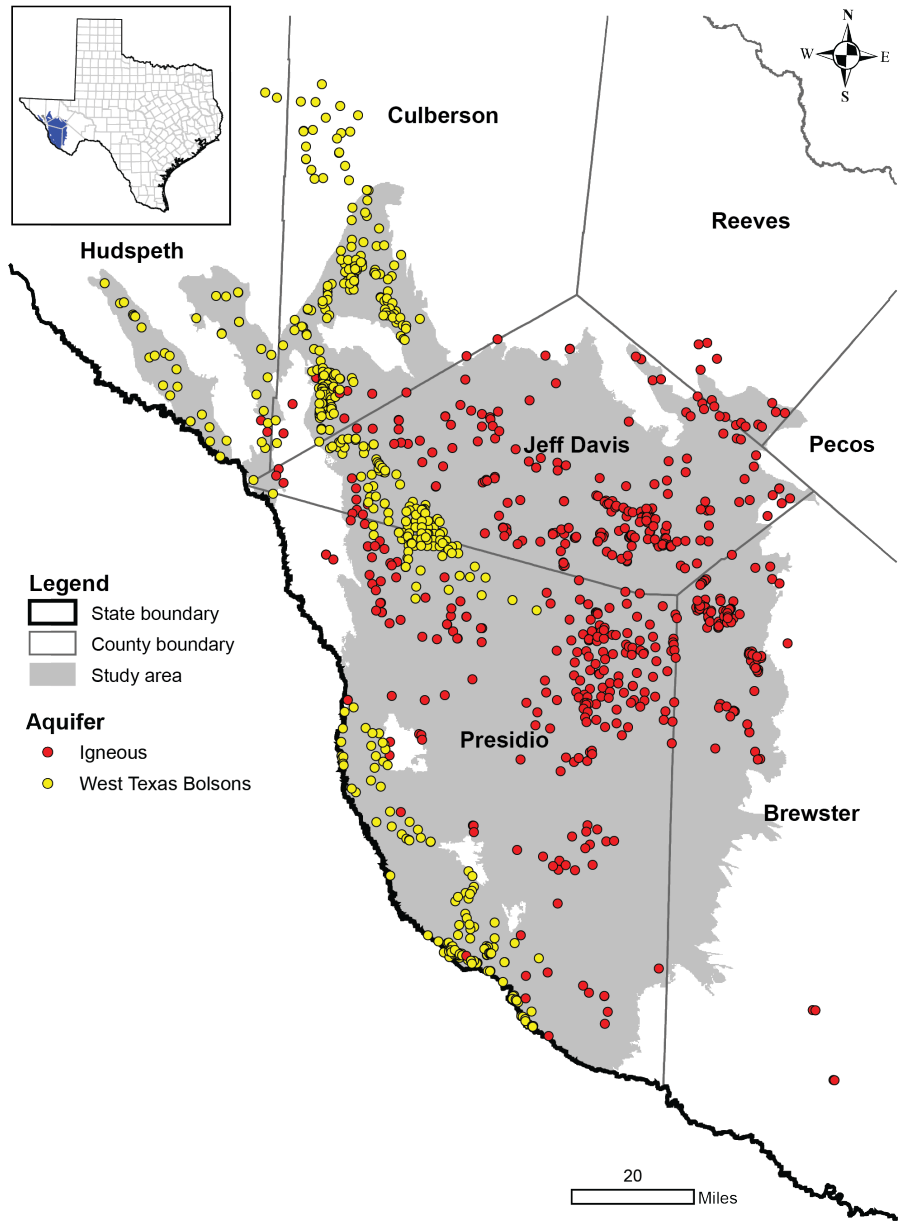 N
W E
S
Culberson
Reeves
Hudspeth
Jeff Davis
Pecos
Legend
State boundary
County boundary
Study area
Aquifer
Igneous
West Texas Bolsons
Presidio
Brewster
20
Miles